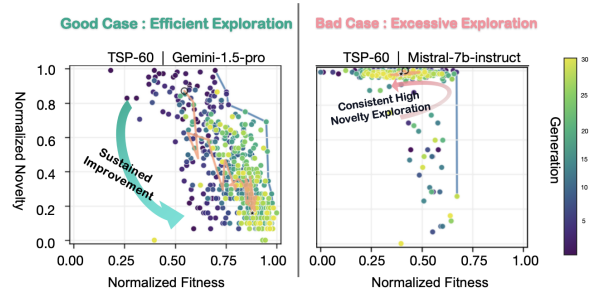 Good Case : Efficient Exploration
Bad Case : Excessive Exploration
TSP-60 | Gemini-1.5-pro
TSP-60 | Mistral-7b-instruct
Normalized Novelty
1.0
0.8
0.6
0.4
0.2
0.0
Sustained
Improvement
0.00 0.25 0.50 0.75 1.00
Normalized Fitness
Consistent High
Novelty Exploration
0.00 0.25 0.50 0.75 1.00
Normalized Fitness
30
25
20
15
10
5
Generation